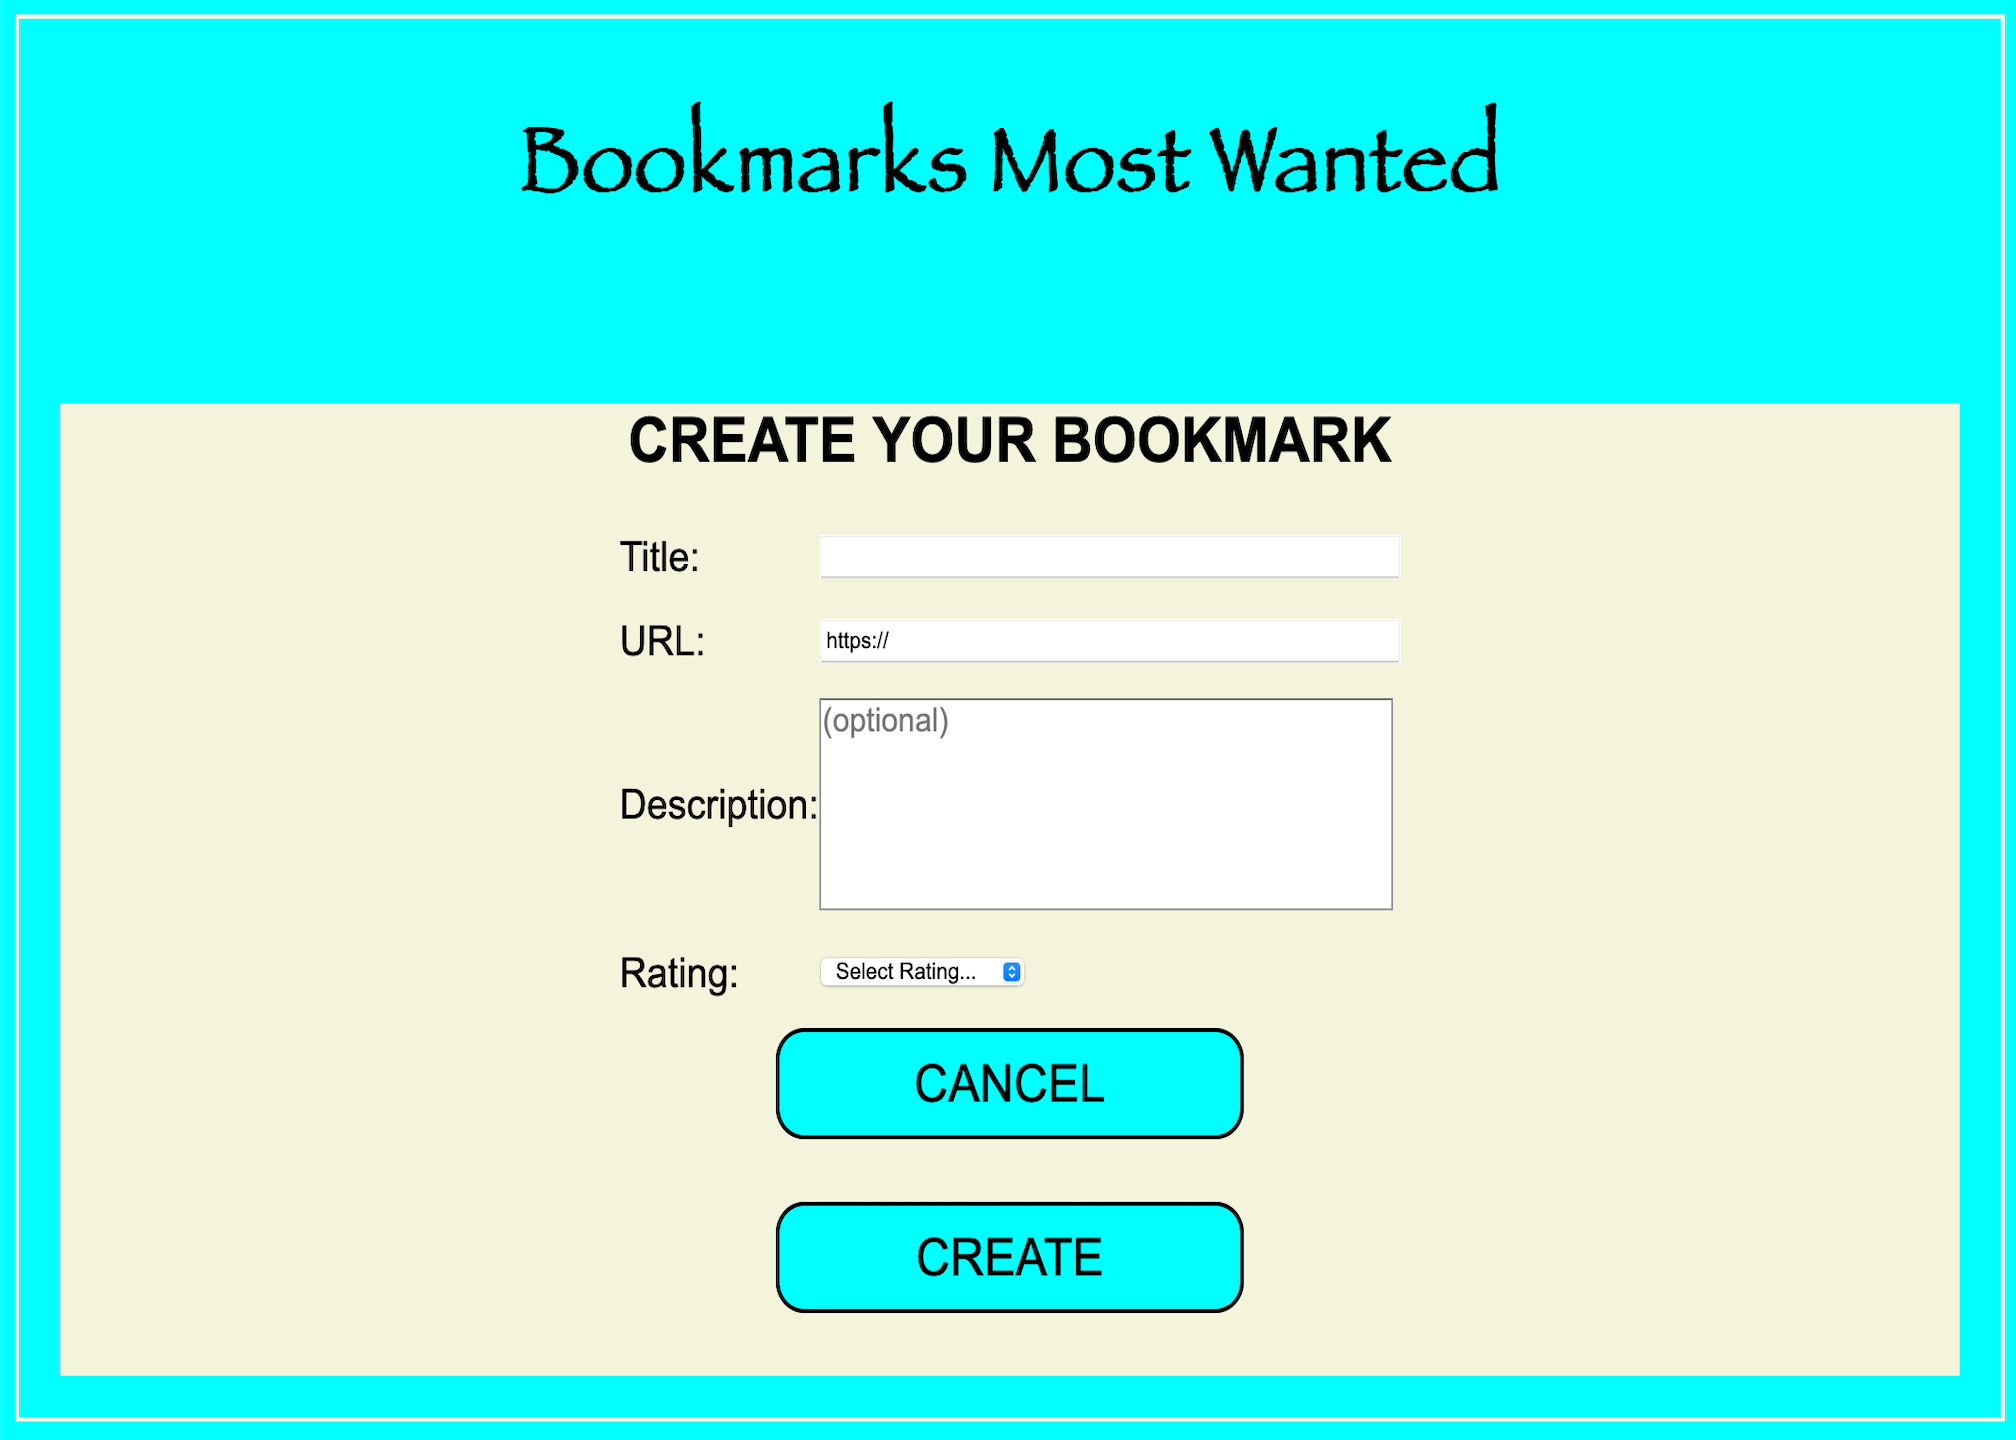 Bookmarks Most Wanted
CREATE YOUR BOOKMARK
Title:
URL: https://
Description: (optional)
Rating: Select Rating...
CANCEL
CREATE